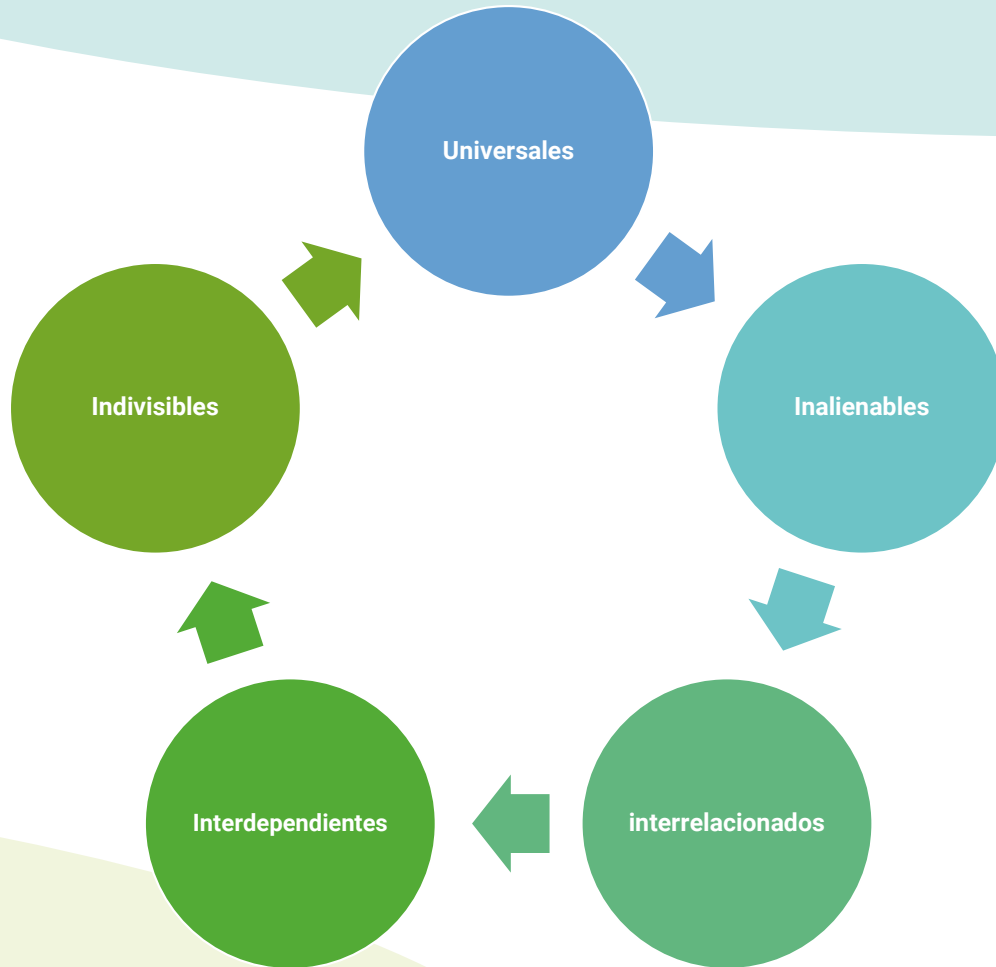 Universales
Inalienables
interrelacionados
Interdependientes
Indivisibles